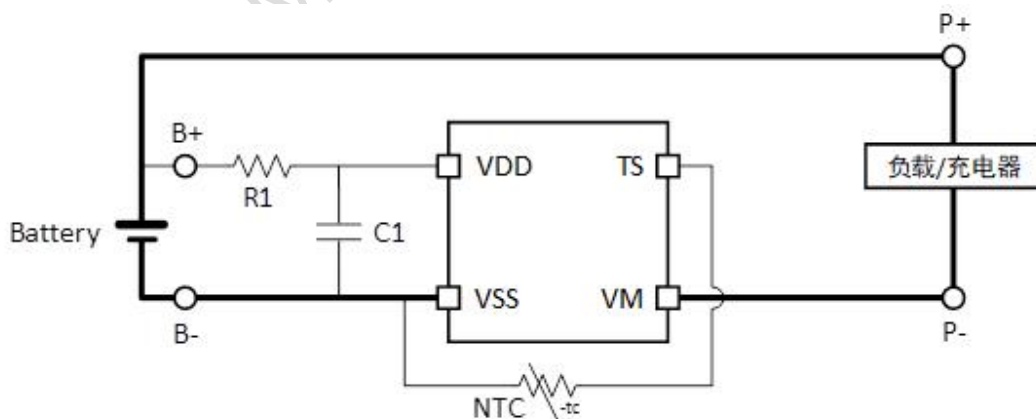 P+
B+
VDD
TS
负载/充电器
R1
Battery
C1
VSS
VM
B-
P-
NTC
-tc